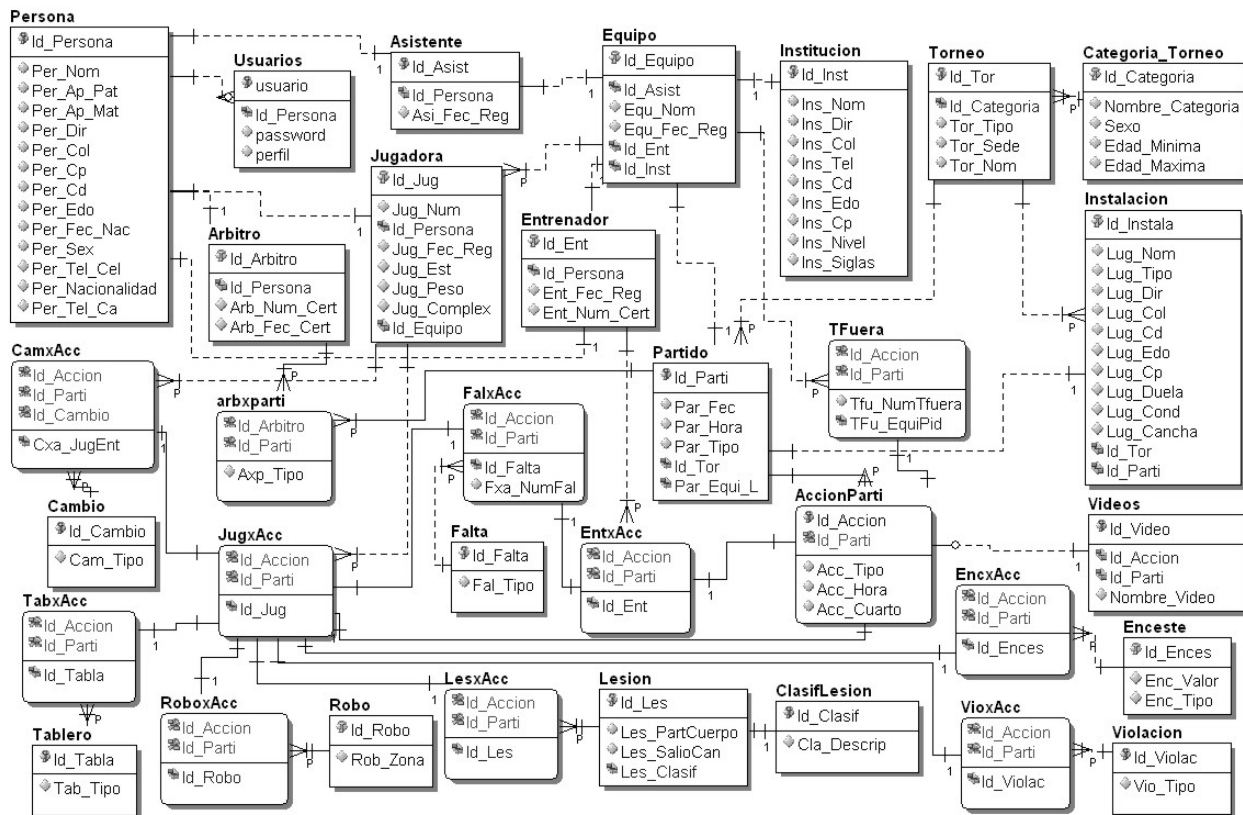 Persona
Id_Persona
Per_Nom
Per_Ap_Pat
Per_Ap_Mat
Per_Dir
Per_Col
Per_Cp
Per_Cd
Per_Edo
Per_Fec_Nac
Per_Sex
Per_Tel_Cel
Per_Nacionalidad
Per_Tel_Ca
Usuarios
usuario
Id_Persona
password
perfil
Asistente
Id_Asist
Id_Persona
Asi_Fec_Reg
Equipo
Id_Equipo
Id_Asist
Equ_Nom
Equ_Fec_Reg
Id_Ent
Id_Inst
Institucion
Id_Inst
Ins_Nom
Ins_Dir
Ins_Col
Ins_Tel
Ins_Cd
Ins_Edo
Ins_Cp
Ins_Nivel
Ins_Siglas
Torneo
Id_Tor
Id_Categoria
Tor_Tipo
Tor_Sede
Tor_Nom
Categoria_Torneo
Id_Categoria
Nombre_Categoria
Sexo
Edad_Minima
Edad_Maxima
Jugadora
Id_Jug
Jug_Num
Id_Persona
Jug_Fec_Reg
Jug_Est
Jug_Peso
Jug_Complex
Id_Equipo
Arbitro
Id_Arbitro
Id_Persona
Arb_Num_Cert
Arb_Fec_Cert
Entrenador
Id_Ent
Id_Persona
Ent_Fec_Reg
Ent_Num_Cert
Instalacion
Id_Instala
Lug_Nom
Lug_Tipo
Lug_Dir
Lug_Col
Lug_Cd
Lug_Edo
Lug_Cp
Lug_Duela
Lug_Cond
Lug_Cancha
Id_Tor
Id_Parti
CamxAcc
Id_Accion
Id_Parti
Id_Cambio
Cxa_JugEnt
arbxparti
Id_Arbitro
Id_Parti
Axp_Tipo
FalxAcc
Id_Accion
Id_Parti
Id_Falta
Fxa_NumFal
Partido
Id_Parti
Par_Fec
Par_Hora
Par_Tipo
Id_Tor
Par_Equi_L
TFuera
Id_Accion
Id_Parti
Tfu_NumTfuera
TFu_EquiPid
Cambio
Id_Cambio
Cam_Tipo
JugxAcc
Id_Accion
Id_Parti
Id_Jug
Falta
Id_Falta
Fal_Tipo
EntxAcc
Id_Accion
Id_Parti
Id_Ent
AccionParti
Id_Accion
Id_Parti
Acc_Tipo
Acc_Hora
Acc_Cuarto
Videos
Id_Video
Id_Accion
Id_Parti
Nombre_Video
TabxAcc
Id_Accion
Id_Parti
Id_Tabla
EncxAcc
Id_Accion
Id_Parti
Id_Ences
Enceste
Id_Ences
Enc_Valor
Enc_Tipo
Tablero
Id_Tabla
Tab_Tipo
RoboxAcc
Id_Accion
Id_Parti
Id_Robo
Robo
Id_Robo
Rob_Zona
LesxAcc
Id_Accion
Id_Parti
Id_Les
Lesion
Id_Les
Les_PartCuerpo
Les_SalioCan
Les_Clasif
ClasifLesion
Id_Clasif
Cla_Descrip
VioxAcc
Id_Accion
Id_Parti
Id_Violac
Violacion
Id_Violac
Vio_Tipo